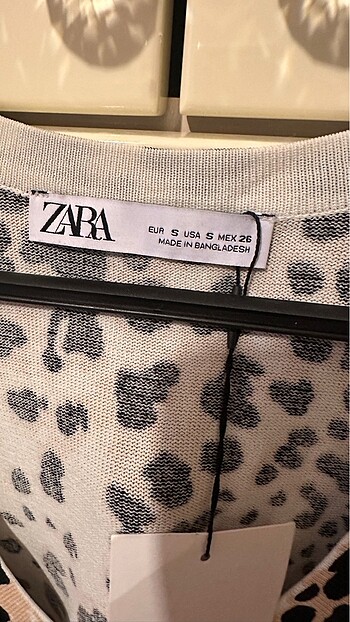 ZARA
EUR S USA S MEX 26
MADE IN BANGLADESH